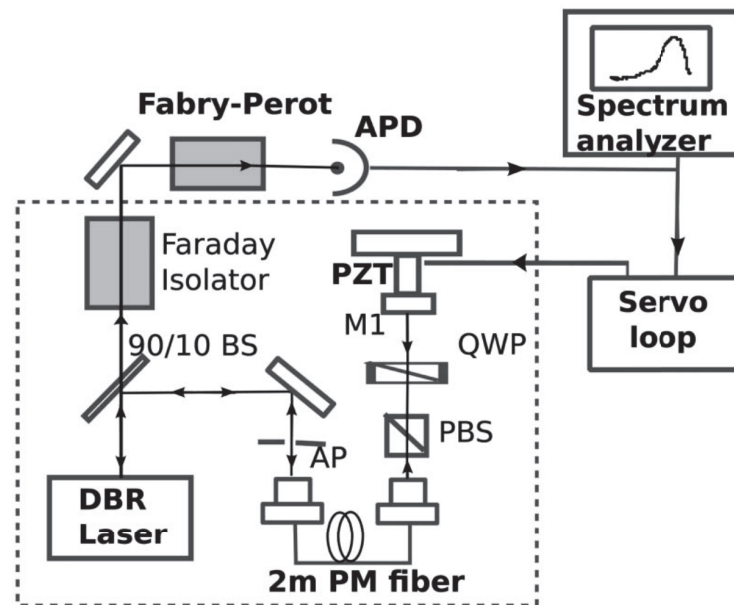 Fabry-Perot
APD
Spectrum
analyzer
Faraday
Isolator
PZT
M1
Servo
loop
90/10 BS
QWP
PBS
AP
DBR
Laser
2m PM fiber